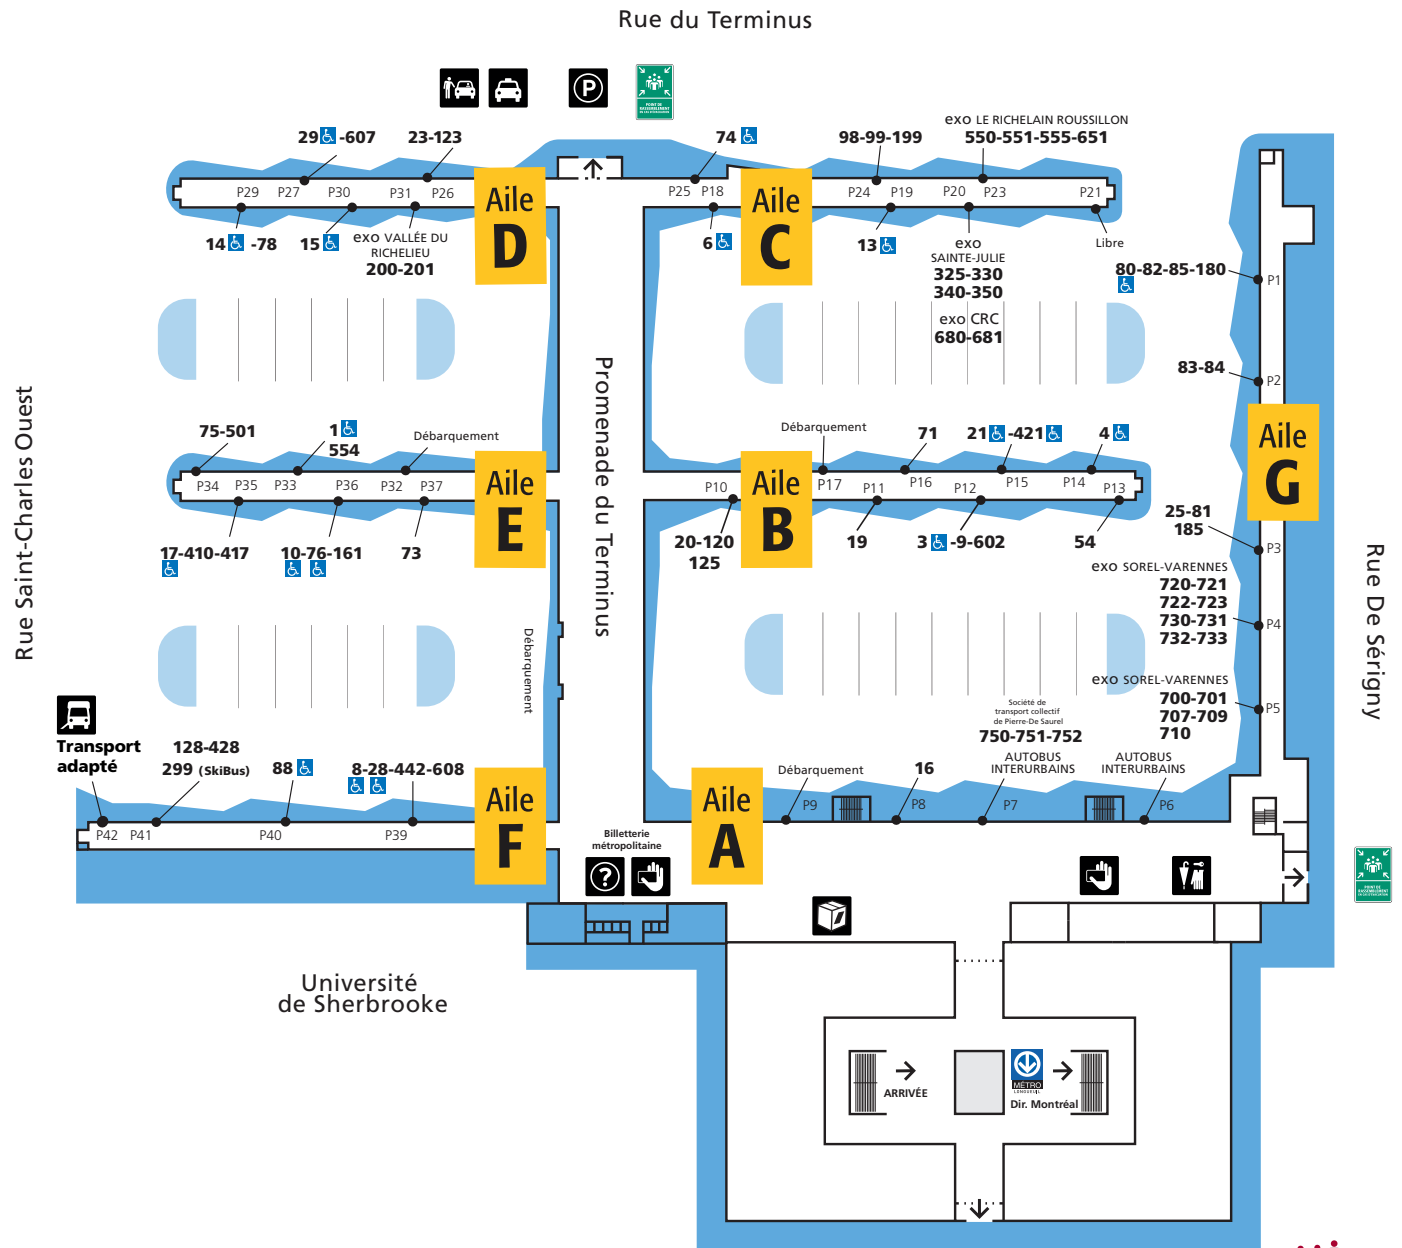 Rue du Terminus
29 -607
23-123
74
98-99-199
exo LE RICHELAIN ROUSSILLON
550-551-555-651
P29
P27
P30
P31
P26
Aile
D
P25
P18
Aile
C
P24
P19
P20
P23
P21
14 -78
15
exo VALLÉE DU
RICHELIEU
200-201
6
13
exo
SAINTE-JULIE
325-330
340-350
exo CRC
680-681
Libre
80-82-85-180
P1
83-84
P2
Rue Saint-Charles Ouest
Promenade du Terminus
75-501
1
554
Débarquement
Débarquement
71
21 -421
4
Aile
G
P34
P35
P33
P36
P32
P37
Aile
E
P10
Aile
B
P17
P11
P16
P12
P15
P14
P13
17-410-417
10-76-161
73
20-120
125
19
3 -9-602
54
25-81
185
P3
exo SOREL-VARENNES
720-721
722-723
730-731
732-733
P4
Rue De Sérigny
Débarquement
exo SOREL-VARENNES
700-701
707-709
710
P5
Transport
adapté
128-428
299 (SkiBus)
88
8-28-442-608
Société de
transport collectif
de Pierre-De Saurel
750-751-752
AUTOBUS
INTERURBAINS
AUTOBUS
INTERURBAINS
Débarquement
16
P42
P41
P40
P39
Aile
F
Aile
A
P9
P8
P7
P6
Billetterie
métropolitaine
?
P
POINT DE
RASSEMBLEMENT
Université
de Sherbrooke
ARRIVÉE
MÉTRO
LONGUEUIL
Dir. Montréal